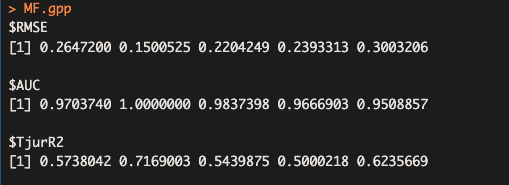 > MF.gpp
$RMSE
[1] 0.2647200 0.1500525 0.2204249 0.2393313 0.3003206
$AUC
[1] 0.9703740 1.0000000 0.9837398 0.9666903 0.9508857
$TjurR2
[1] 0.5738042 0.7169003 0.5439875 0.5000218 0.6235669